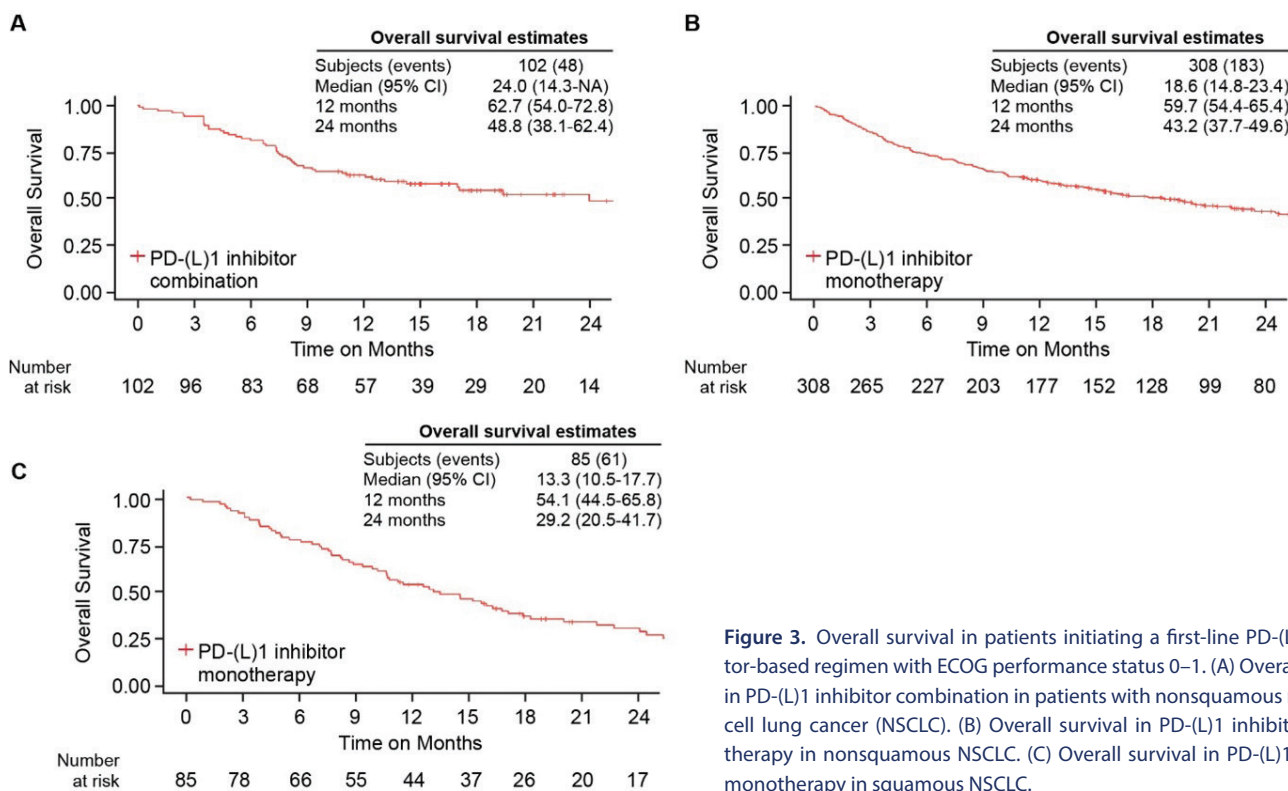 A
Overall survival estimates
Subjects (events) 102 (48)
Median (95% CI) 24.0 (14.3-NA)
12 months 62.7 (54.0-72.8)
24 months 48.8 (38.1-62.4)
1.00
0.75
0.50
0.25
0.00
Overall Survival
PD-(L)1 inhibitor
combination
0 3 6 9 12 15 18 21 24
Time on Months
Number
at risk 102 96 83 68 57 39 29 20 14
B
Overall survival estimates
Subjects (events) 308 (183)
Median (95% CI) 18.6 (14.8-23.4)
12 months 59.7 (54.4-65.4)
24 months 43.2 (37.7-49.6)
1.00
0.75
0.50
0.25
0.00
Overall Survival
PD-(L)1 inhibitor
monotherapy
0 3 6 9 12 15 18 21 24
Time on Months
Number
at risk 308 265 227 203 177 152 128 99 80
C
Overall survival estimates
Subjects (events) 85 (61)
Median (95% CI) 13.3 (10.5-17.7)
12 months 54.1 (44.5-65.8)
24 months 29.2 (20.5-41.7)
1.00
0.75
0.50
0.25
0.00
Overall Survival
PD-(L)1 inhibitor
monotherapy
0 3 6 9 12 15 18 21 24
Time on Months
Number
at risk 85 78 66 55 44 37 26 20 17
Figure 3. Overall survival in patients initiating a first-line PD-(L
tor-based regimen with ECOG performance status 0–1. (A) Overa
in PD-(L)1 inhibitor combination in patients with nonsquamous
cell lung cancer (NSCLC). (B) Overall survival in PD-(L)1 inhibit
therapy in nonsquamous NSCLC. (C) Overall survival in PD-(L)1
monotherapy in squamous NSCLC.